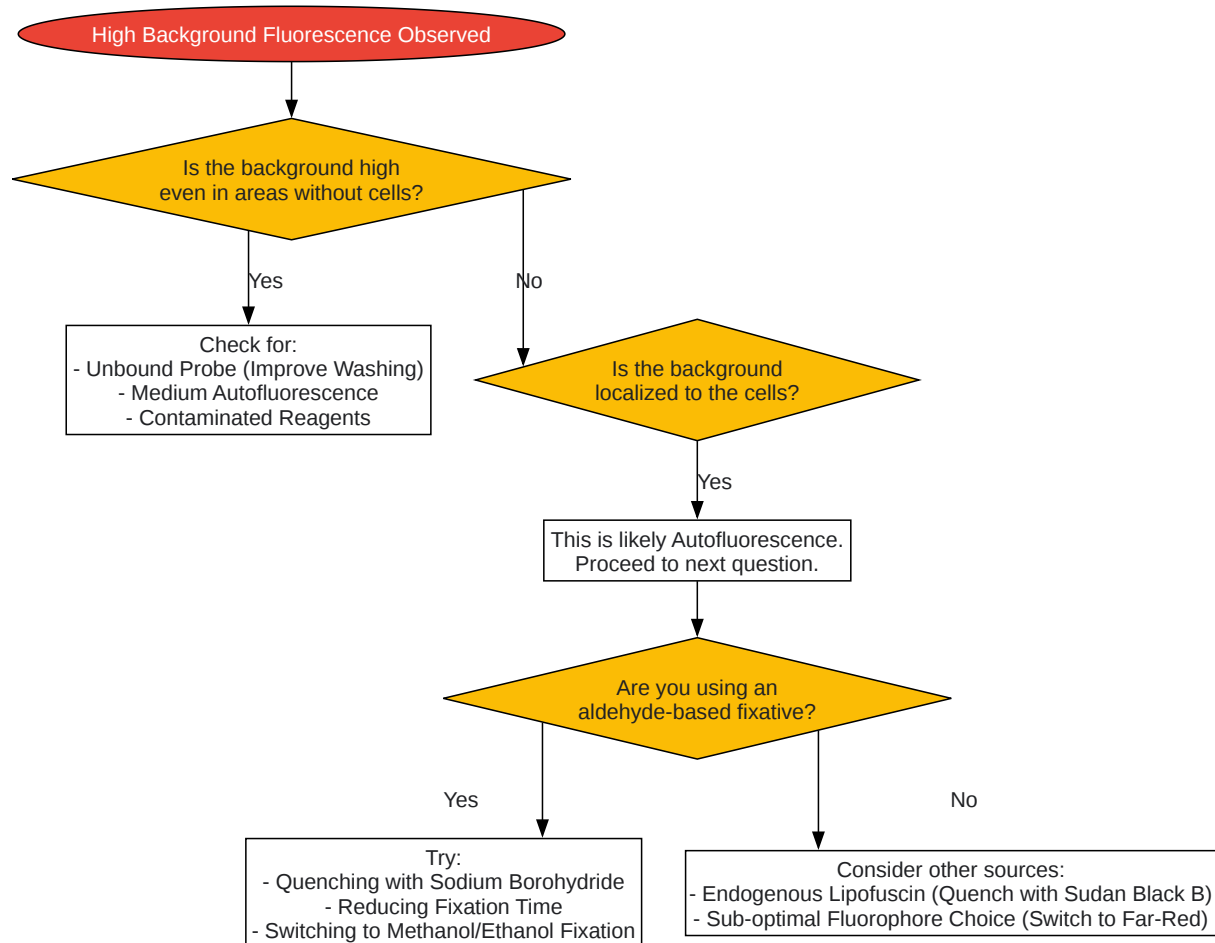 High Background Fluorescence Observed
Is the background high
even in areas without cells?
Yes
No
Check for:
- Unbound Probe (Improve Washing)
- Medium Autofluorescence
- Contaminated Reagents
Is the background
localized to the cells?
Yes
This is likely Autofluorescence.
Proceed to next question.
Are you using an
aldehyde-based fixative?
Yes
No
Try:
- Quenching with Sodium Borohydride
- Reducing Fixation Time
- Switching to Methanol/Ethanol Fixation
Consider other sources:
- Endogenous Lipofuscin (Quench with Sudan Black B)
- Sub-optimal Fluorophore Choice (Switch to Far-Red)